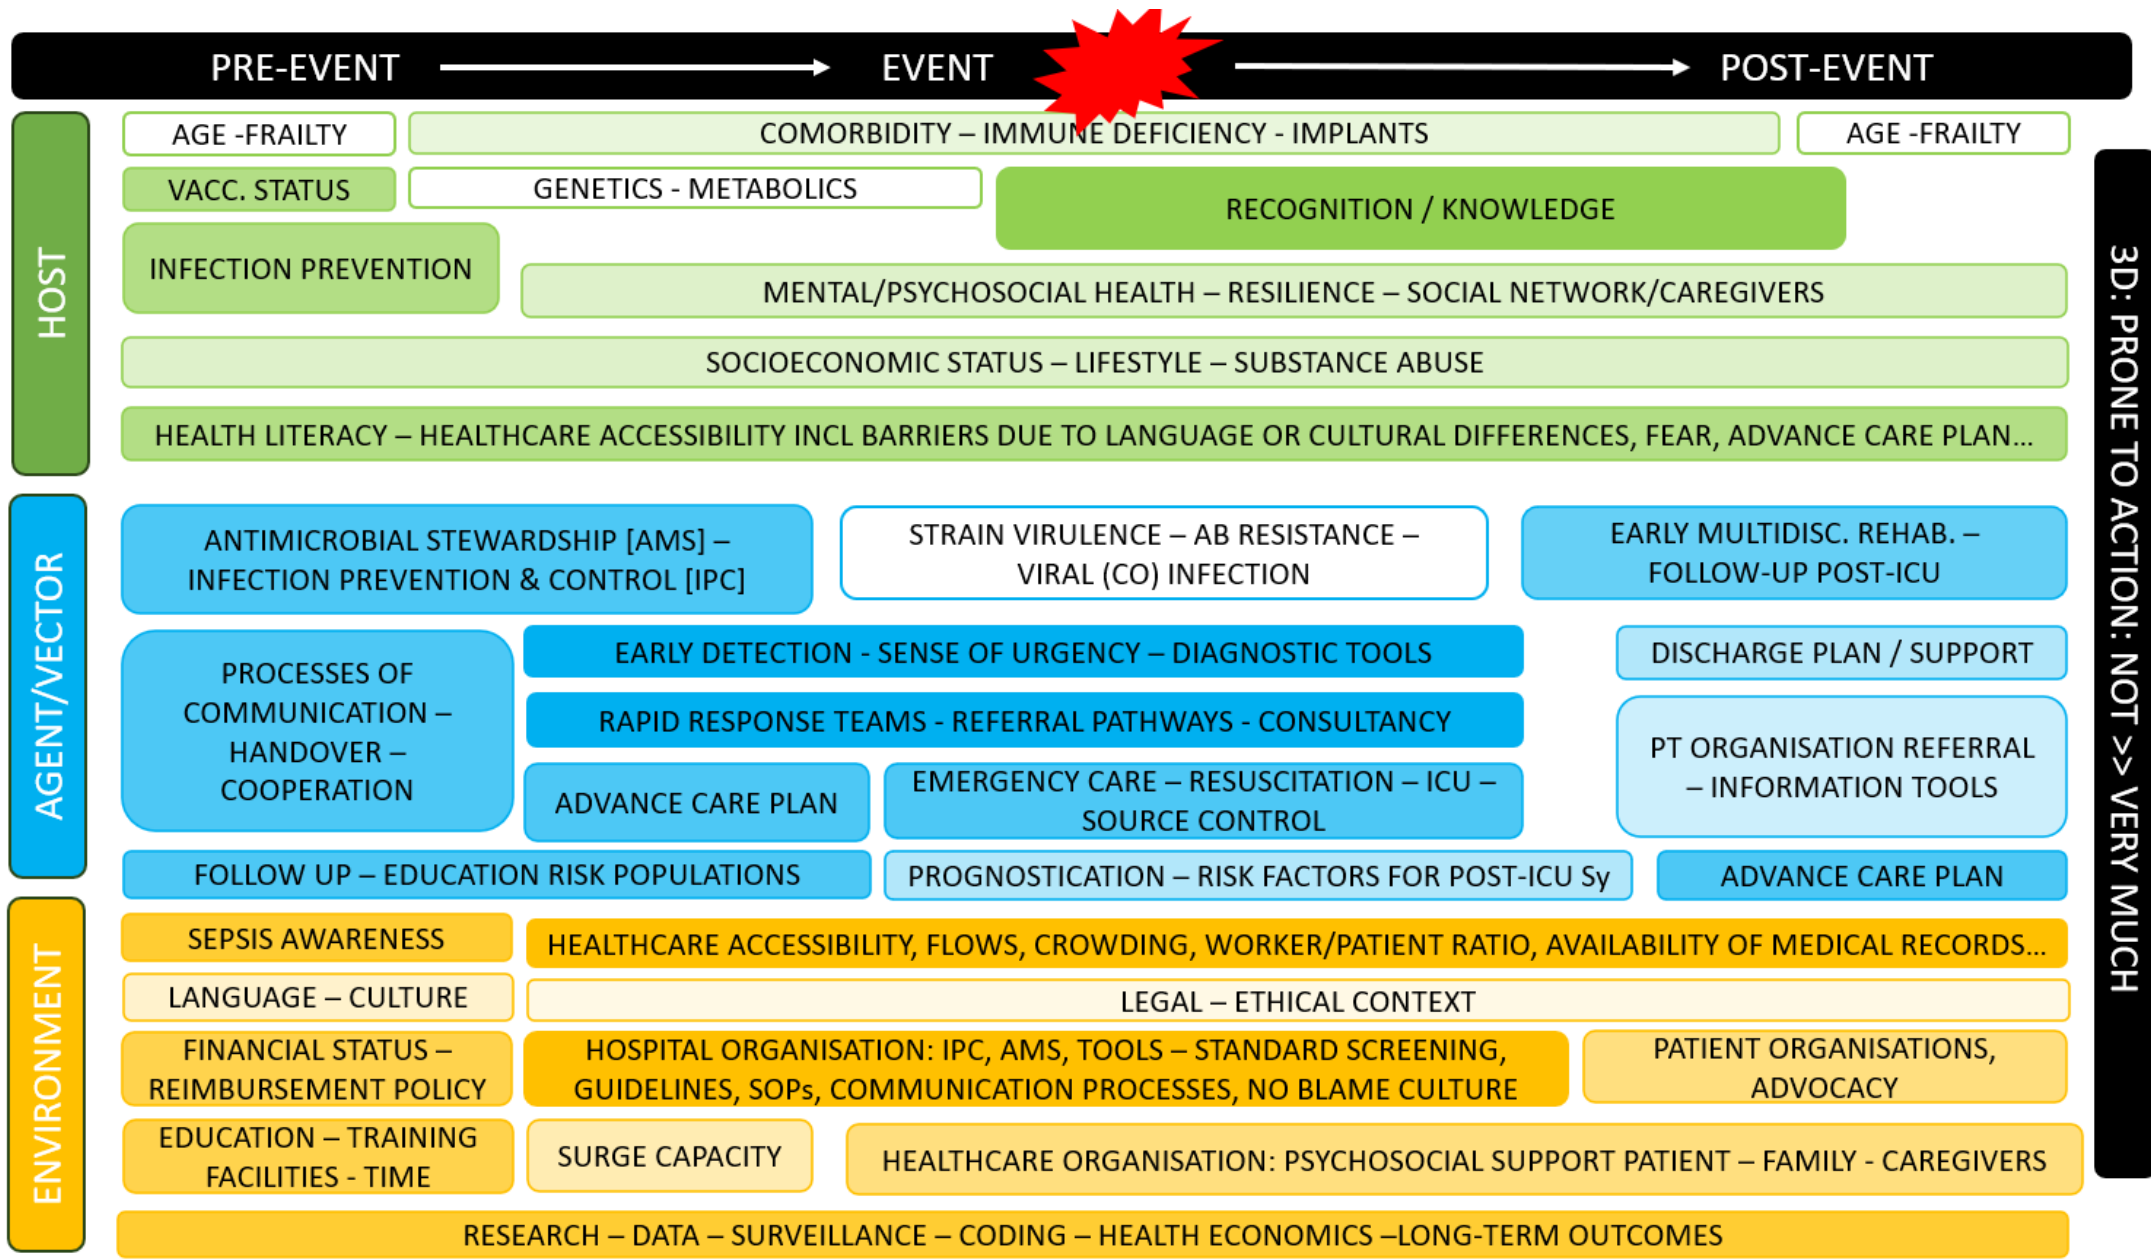 PRE-EVENT
EVENT
POST-EVENT
HOST
AGE -FRAILTY
COMORBIDITY – IMMUNE DEFICIENCY - IMPLANTS
AGE -FRAILTY
VACC. STATUS
GENETICS - METABOLICS
RECOGNITION / KNOWLEDGE
INFECTION PREVENTION
MENTAL/PSYCHOSOCIAL HEALTH – RESILIENCE – SOCIAL NETWORK/CAREGIVERS
SOCIOECONOMIC STATUS – LIFESTYLE – SUBSTANCE ABUSE
HEALTH LITERACY – HEALTHCARE ACCESSIBILITY INCL BARRIERS DUE TO LANGUAGE OR CULTURAL DIFFERENCES, FEAR, ADVANCE CARE PLAN...
AGENT/VECTOR
ANTIMICROBIAL STEWARDSHIP [AMS] –
INFECTION PREVENTION & CONTROL [IPC]
STRAIN VIRULENCE – AB RESISTANCE –
VIRAL (CO) INFECTION
EARLY MULTIDISC. REHAB. –
FOLLOW-UP POST-ICU
PROCESSES OF
COMMUNICATION –
HANDOVER –
COOPERATION
EARLY DETECTION - SENSE OF URGENCY – DIAGNOSTIC TOOLS
DISCHARGE PLAN / SUPPORT
RAPID RESPONSE TEAMS - REFERRAL PATHWAYS - CONSULTANCY
PT ORGANISATION REFERRAL
– INFORMATION TOOLS
ADVANCE CARE PLAN
EMERGENCY CARE – RESUSCITATION – ICU –
SOURCE CONTROL
FOLLOW UP – EDUCATION RISK POPULATIONS
PROGNOSTICATION – RISK FACTORS FOR POST-ICU Sy
ADVANCE CARE PLAN
ENVIRONMENT
SEPSIS AWARENESS
HEALTHCARE ACCESSIBILITY, FLOWS, CROWDING, WORKER/PATIENT RATIO, AVAILABILITY OF MEDICAL RECORDS...
LANGUAGE – CULTURE
LEGAL – ETHICAL CONTEXT
FINANCIAL STATUS –
REIMBURSEMENT POLICY
HOSPITAL ORGANISATION: IPC, AMS, TOOLS – STANDARD SCREENING,
GUIDELINES, SOPs, COMMUNICATION PROCESSES, NO BLAME CULTURE
PATIENT ORGANISATIONS,
ADVOCACY
EDUCATION – TRAINING
FACILITIES - TIME
SURGE CAPACITY
HEALTHCARE ORGANISATION: PSYCHOSOCIAL SUPPORT PATIENT – FAMILY - CAREGIVERS
RESEARCH – DATA – SURVEILLANCE – CODING – HEALTH ECONOMICS –LONG-TERM OUTCOMES
3D: PRONE TO ACTION: NOT >> VERY MUCH